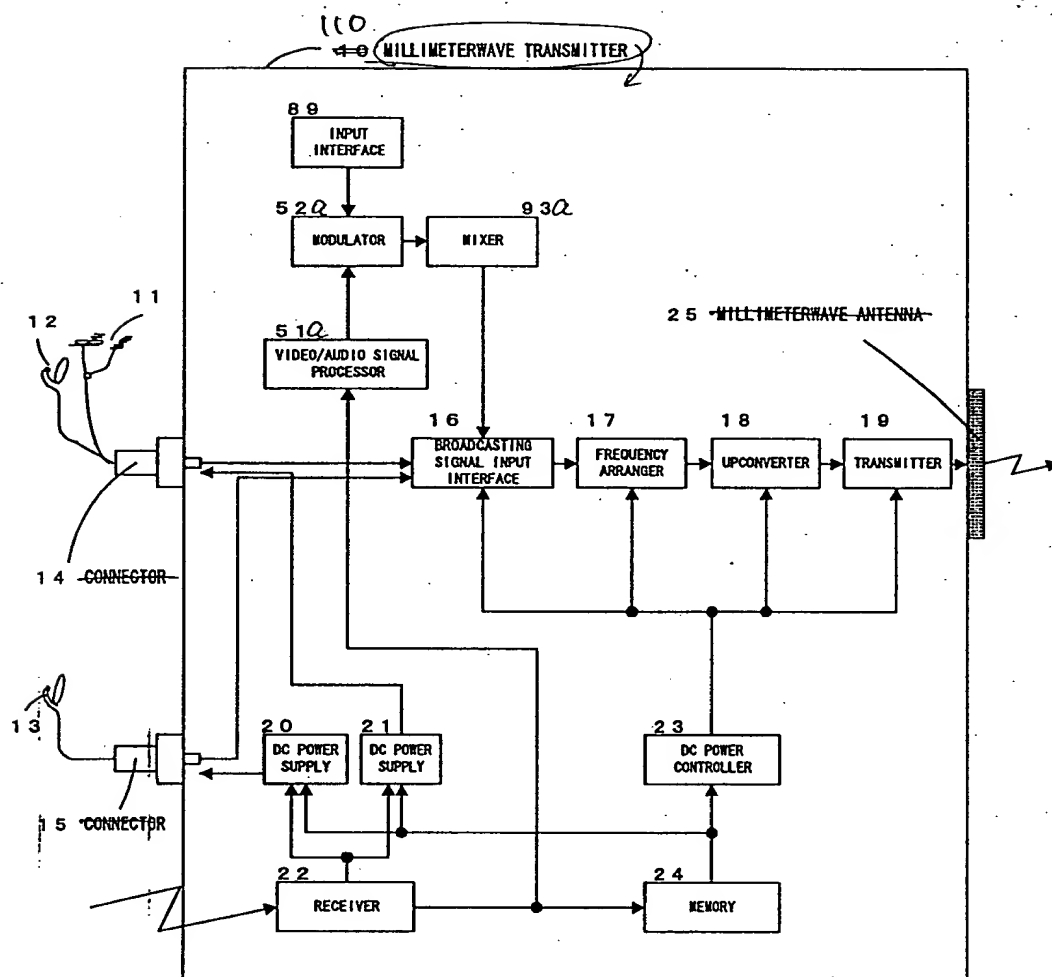 110
40 MILLIMETERWAVE TRANSMITTER
89
INPUT
INTERFACE
52a
MODULATOR
93a
MIXER
11
12
25 MILLIMETERWAVE ANTENNA
51a
VIDEO/AUDIO SIGNAL
PROCESSOR
16
BROADCASTING
SIGNAL INPUT
INTERFACE
17
FREQUENCY
ARRANGER
18
UPCONVERTER
19
TRANSMITTER
14 CONNECTOR
13
20
DC POWER
SUPPLY
21
DC POWER
SUPPLY
23
DC POWER
CONTROLLER
15 CONNECTOR
22
RECEIVER
24
MEMORY